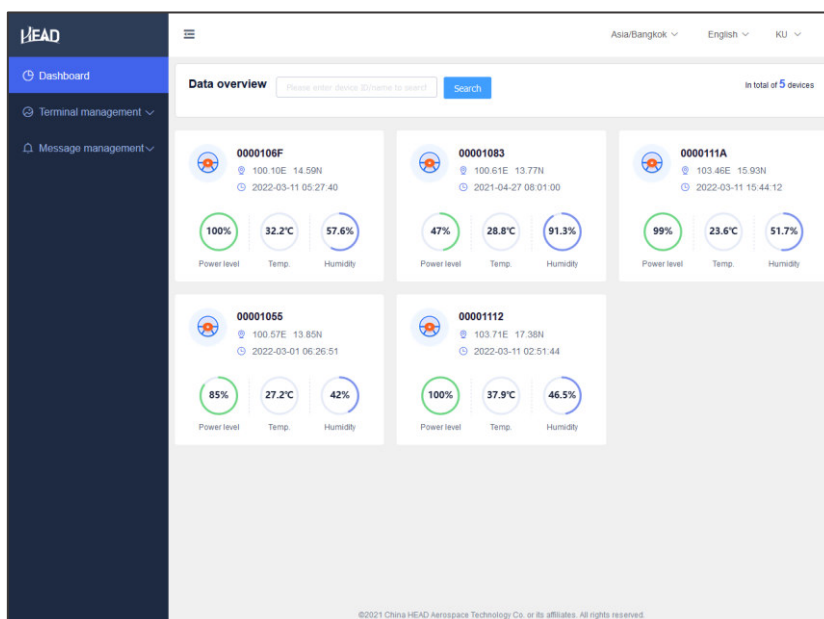 HEAD
Asia/Bangkok English KU
Dashboard
Terminal management
Message management
Data overview Please enter device ID/name to search Search In total of 5 devices
0000106F
100.10E 14.59N
2022-03-11 05:27:40
100% 32.2℃ 57.6%
Power level Temp. Humidity
00001083
100.61E 13.77N
2021-04-27 08:01:00
47% 28.8℃ 91.3%
Power level Temp. Humidity
0000111A
103.46E 15.93N
2022-03-11 15:44:12
99% 23.6℃ 51.7%
Power level Temp. Humidity
00001055
100.57E 13.85N
2022-03-01 06:26:51
85% 27.2℃ 42%
Power level Temp. Humidity
00001112
103.71E 17.38N
2022-03-11 02:51:44
100% 37.9℃ 46.5%
Power level Temp. Humidity
©2021 China HEAD Aerospace Technology Co. or its affiliates. All rights reserved.